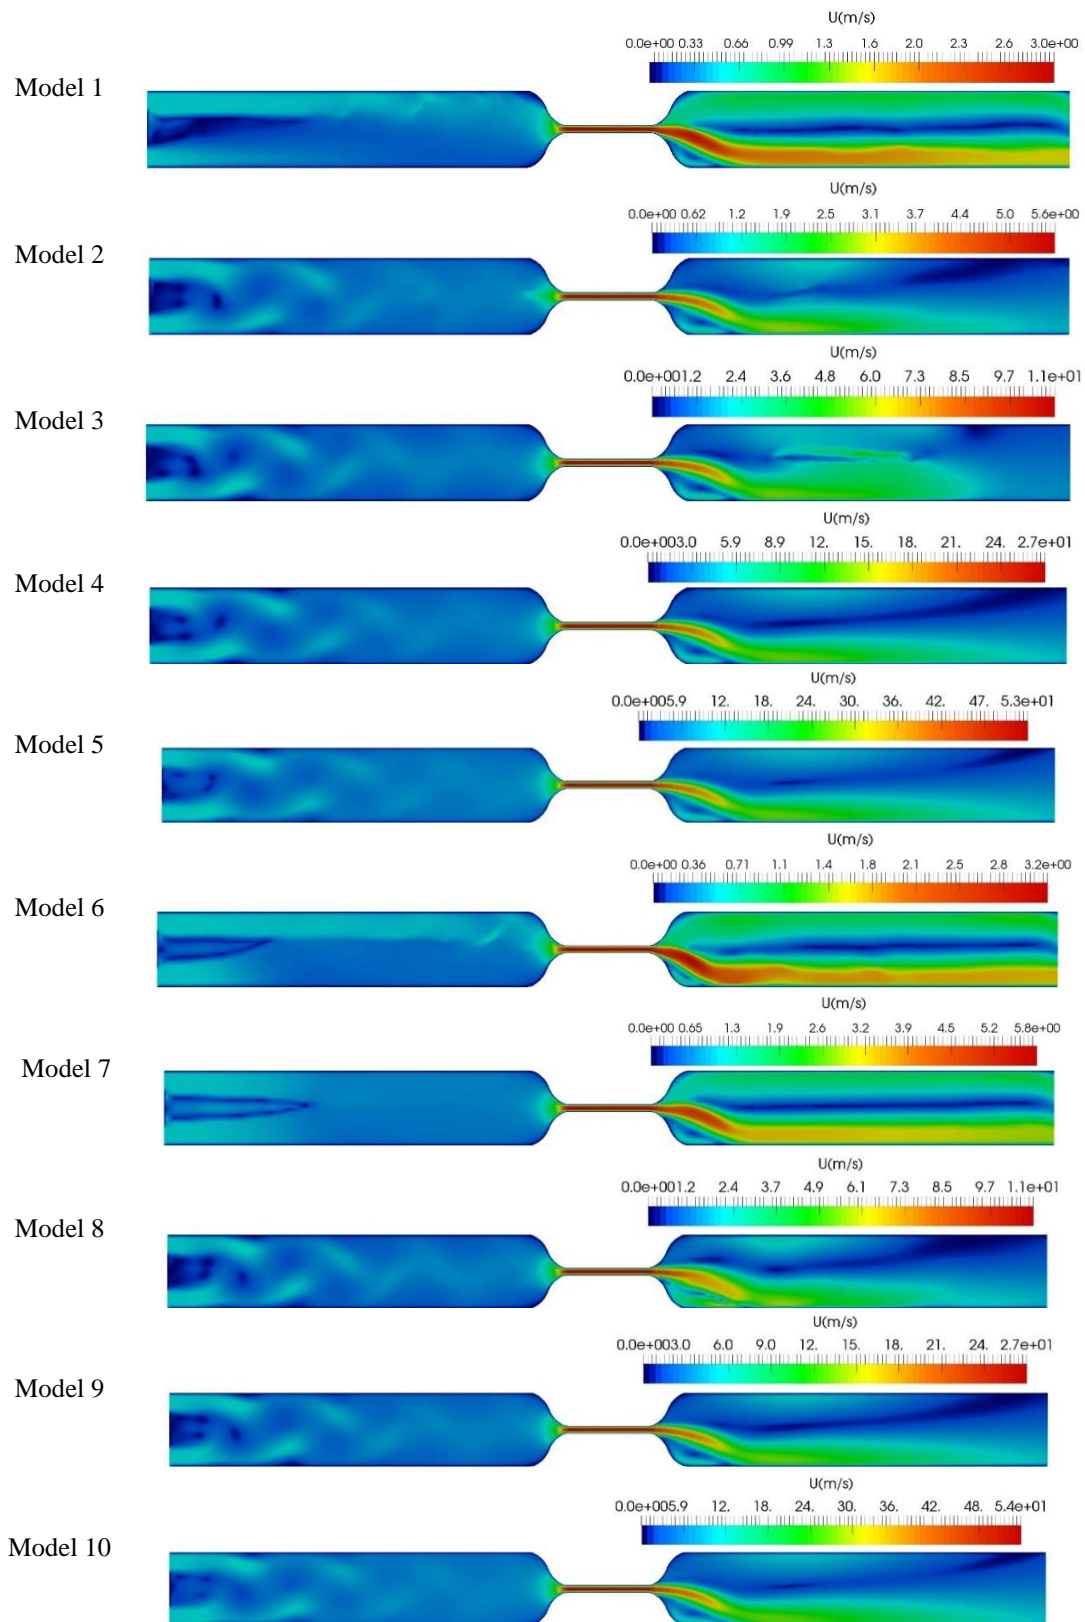 U(m/s)
0.0e+00 0.33 0.66 0.99 1.3 1.6 2.0 2.3 2.6 3.0e+00
Model 1
U(m/s)
0.0e+00 0.62 1.2 1.9 2.5 3.1 3.7 4.4 5.0 5.6e+00
Model 2
U(m/s)
0.0e+001.2 2.4 3.6 4.8 6.0 7.3 8.5 9.7 1.1e+01
Model 3
U(m/s)
0.0e+003.0 5.9 8.9 12. 15. 18. 21. 24. 2.7e+01
Model 4
U(m/s)
0.0e+005.9 12. 18. 24. 30. 36. 42. 47. 5.3e+01
Model 5
U(m/s)
0.0e+00 0.36 0.71 1.1 1.4 1.8 2.1 2.5 2.8 3.2e+00
Model 6
U(m/s)
0.0e+00 0.65 1.3 1.9 2.6 3.2 3.9 4.5 5.2 5.8e+00
Model 7
U(m/s)
0.0e+001.2 2.4 3.7 4.9 6.1 7.3 8.5 9.7 1.1e+01
Model 8
U(m/s)
0.0e+003.0 6.0 9.0 12. 15. 18. 21. 24. 2.7e+01
Model 9
U(m/s)
0.0e+005.9 12. 18. 24. 30. 36. 42. 48. 5.4e+01
Model 10